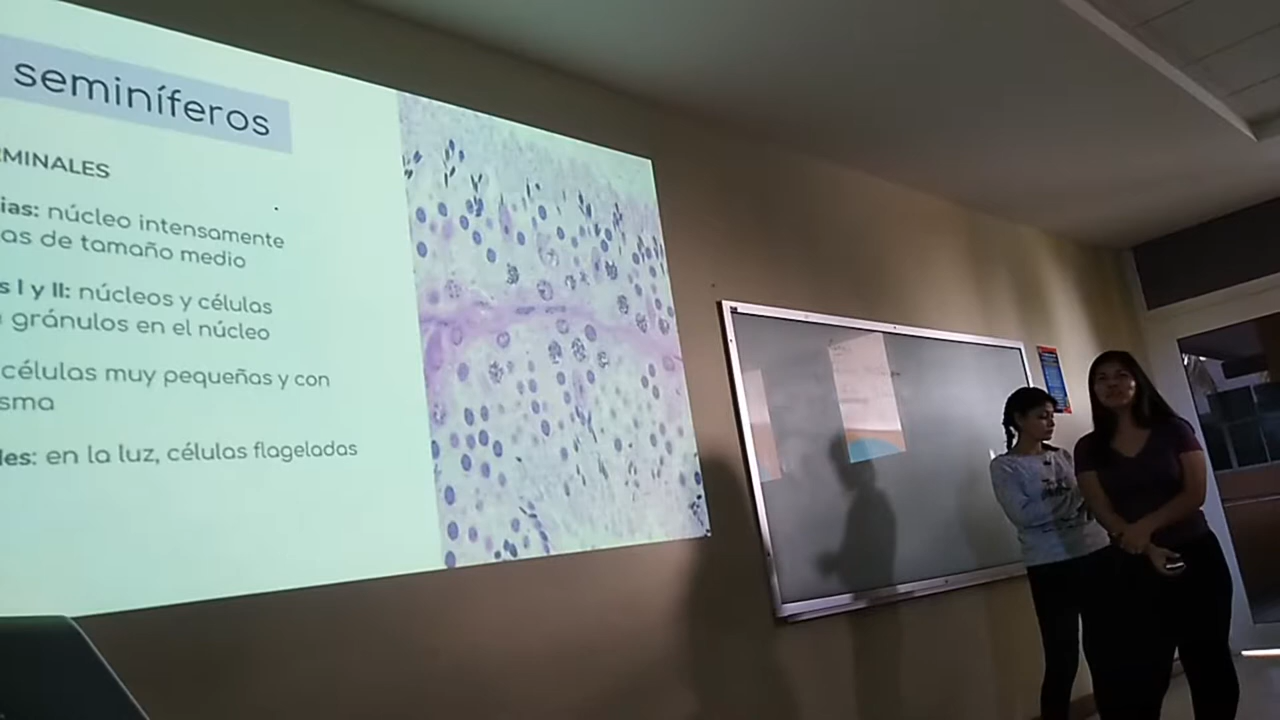 seminíferos
MINALES
ias: núcleo intensamente
as de tamaño medio
s I y II: núcleos y células
gránulos en el núcleo
células muy pequeñas y con
sma
les: en la luz, células flageladas